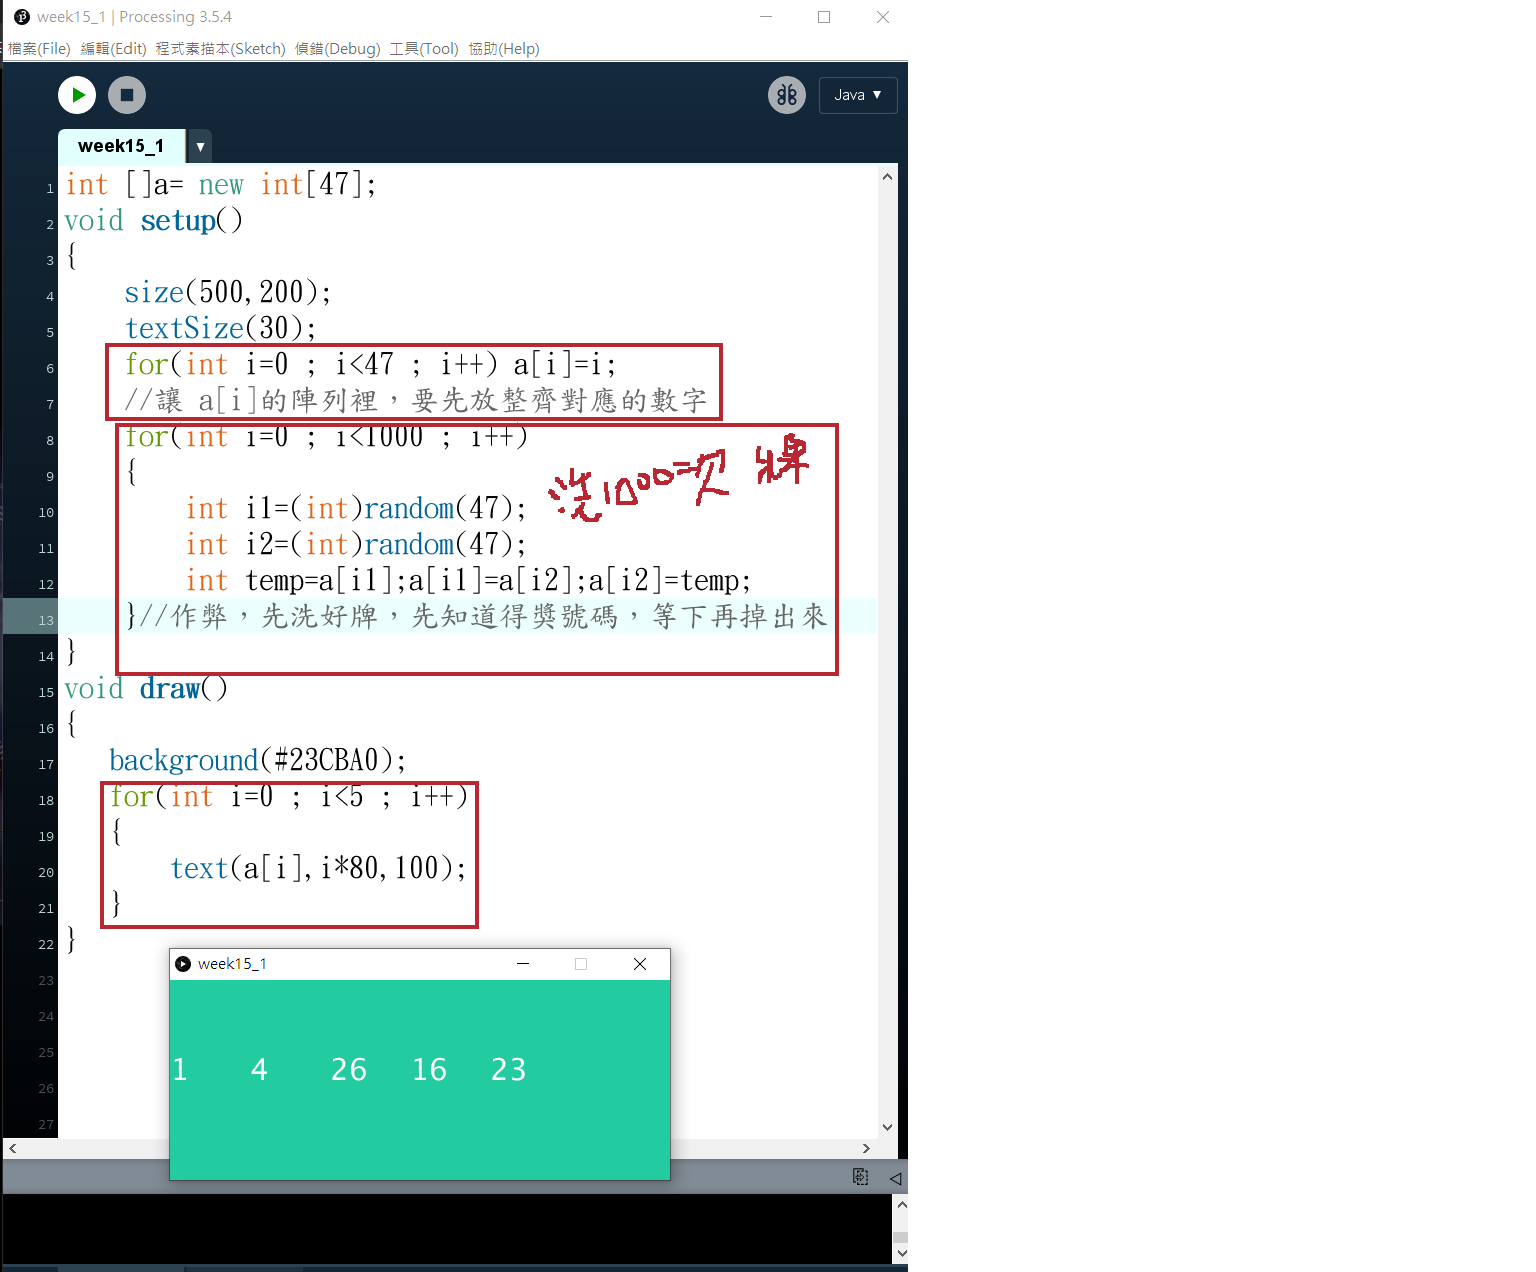 week15_1 | Processing 3.5.4
檔案(File) 編輯(Edit) 程式素描本(Sketch) 偵錯(Debug) 工具(Tool) 協助(Help)
Java ▼
week15_1 ▼
1 int []a= new int[47];
2 void setup()
3 {
4 size(500,200);
5 textSize(30);
6 for(int i=0 ; i<47 ; i++) a[i]=i;
7 //讓 a[i]的陣列裡，要先放整齊對應的數字
8 for(int i=0 ; i<1000 ; i++)
9 {
洗1000次 牌
10 int i1=(int)random(47);
11 int i2=(int)random(47);
12 int temp=a[i1];a[i1]=a[i2];a[i2]=temp;
13 }//作弊，先洗好牌，先知道得獎號碼，等下再掉出來
14 }
15 void draw()
16 {
17 background(#23CBA0);
18 for(int i=0 ; i<5 ; i++)
19 {
20 text(a[i],i*80,100);
21 }
22 }
23
24
25
26
27
week15_1
1 4 26 16 23